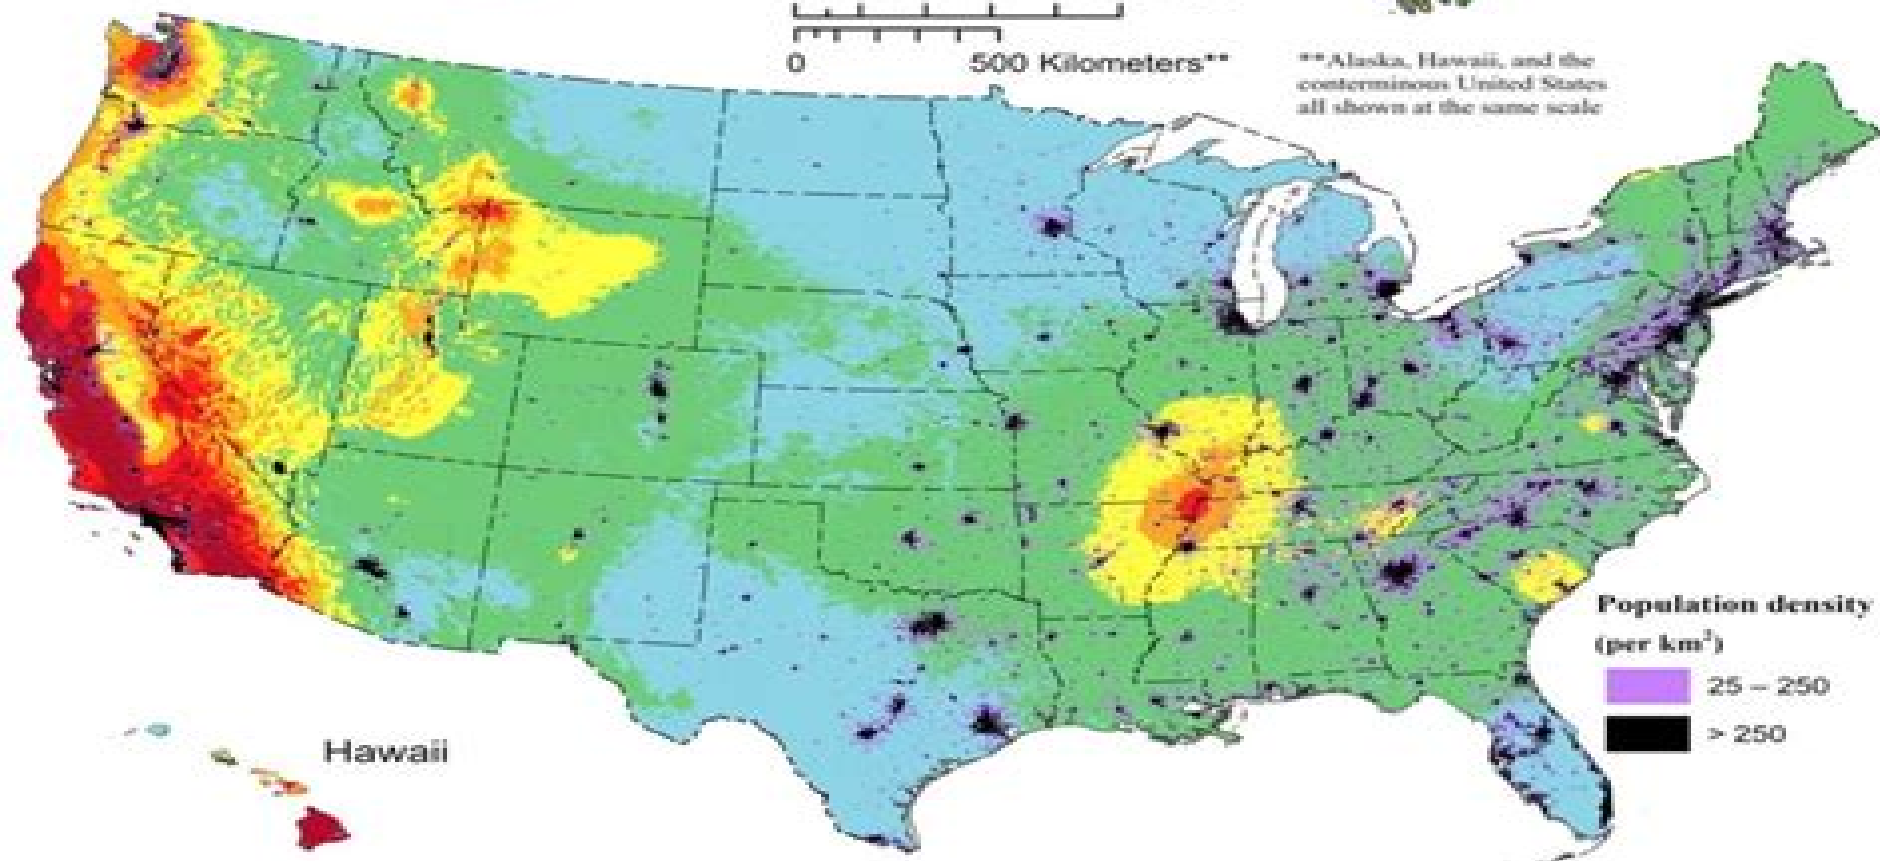 0 500 Kilometers**
**Alaska, Hawaii, and the
conterminous United States
all shown at the same scale
Population density
(per km²)
25 – 250
> 250
Hawaii